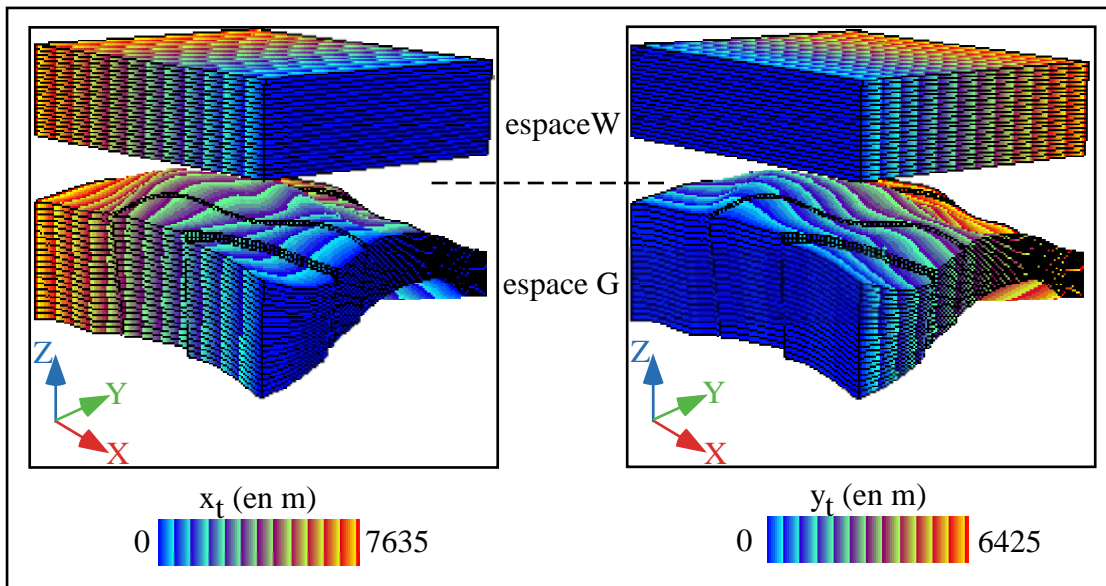 espaceW
espace G
Z
Y
X
Z
Y
X
x_t (en m)
0 7635
y_t (en m)
0 6425